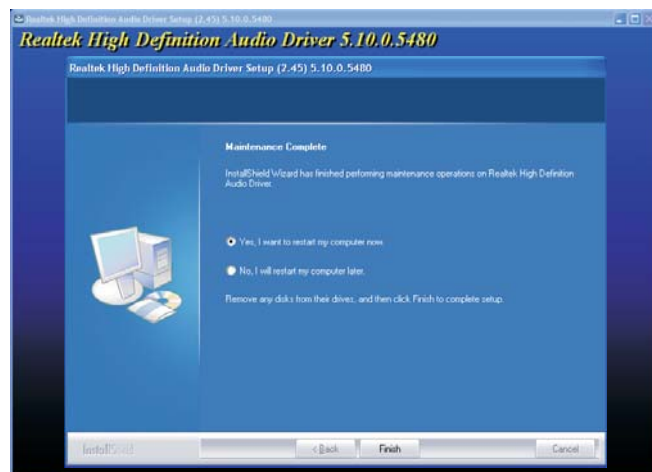 Realtek High Definition Audio Driver Setup (2.45) 5.10.0.5480
Realtek High Definition Audio Driver 5.10.0.5480
Realtek High Definition Audio Driver Setup (2.45) 5.10.0.5480
Maintenance Complete
InstallShield Wizard has finished performing maintenance operations on Realtek High Definition
Audio Driver.
Yes, I want to restart my computer now.
No, I will restart my computer later.
Remove any disks from their drives, and then click Finish to complete setup.
InstallShield
< Back
Finish
Cancel